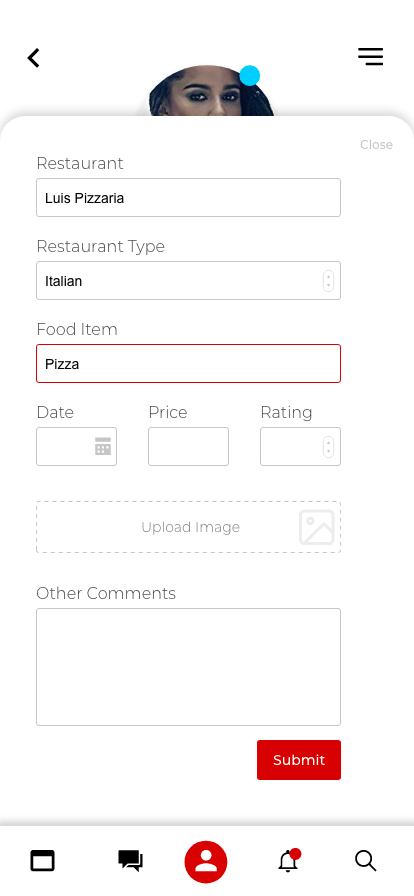 Close
Restaurant
Luis Pizzaria
Restaurant Type
Italian
Food Item
Pizza
Date Price Rating
Upload Image
Other Comments
Submit